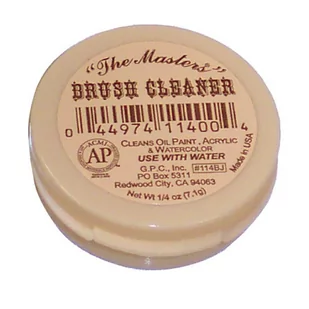 "The Masters"
BRUSH CLEANER
0 44974 11400 4
CLEANS OIL PAINT, ACRYLIC
& WATERCOLOR
USE WITH WATER
ACMI
AP
G.P.C., Inc. #114BJ
PO Box 5311
Redwood City, CA 94063
Net Wt 1/4 oz (7.1g)
Made in USA